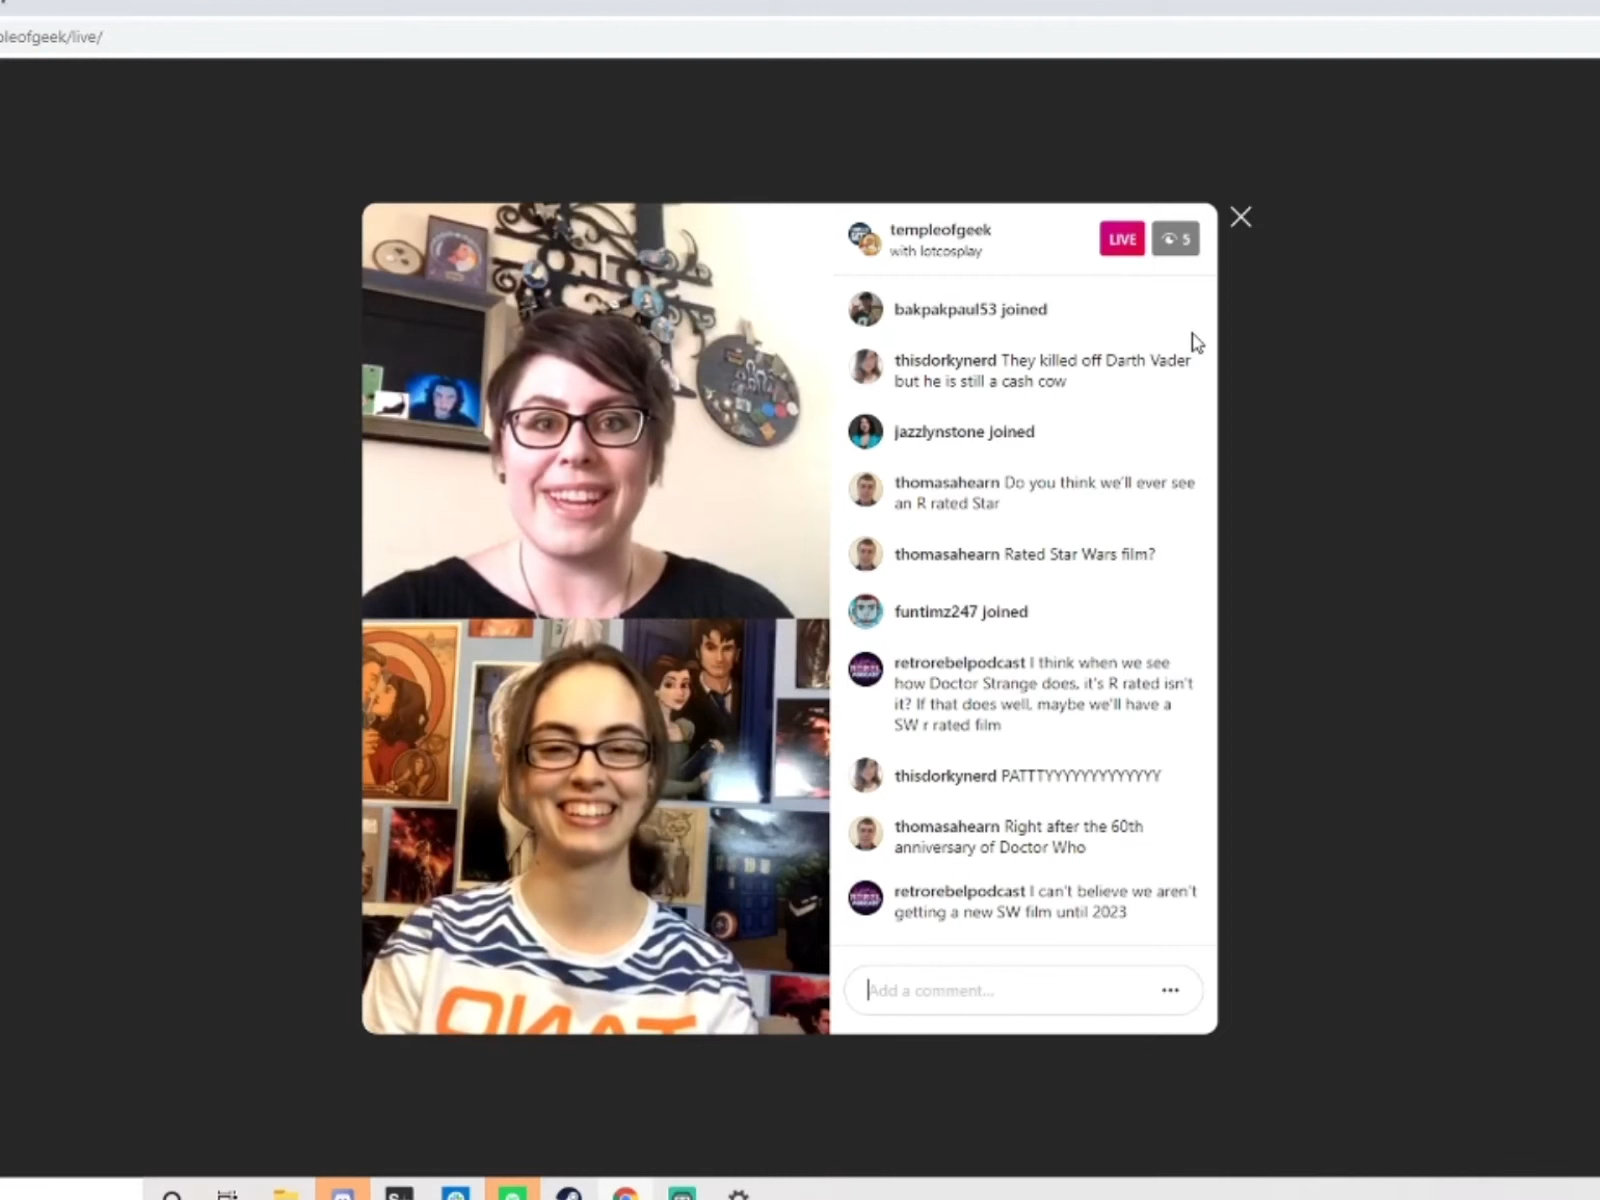 pleofgeek/live/
templeofgeek
with lotcosplay
LIVE
5
bakpakpaul53 joined
thisdorkynerd They killed off Darth Vader
but he is still a cash cow
jazzlynstone joined
thomasahearn Do you think we'll ever see
an R rated Star
thomasahearn Rated Star Wars film?
funtimz247 joined
retrorebelpodcast I think when we see
how Doctor Strange does, it's R rated isn't
it? If that does well, maybe we'll have a
SW r rated film
thisdorkynerd PATTTYYYYYYYYYYYYY
thomasahearn Right after the 60th
anniversary of Doctor Who
retrorebelpodcast I can't believe we aren't
getting a new SW film until 2023
Add a comment...